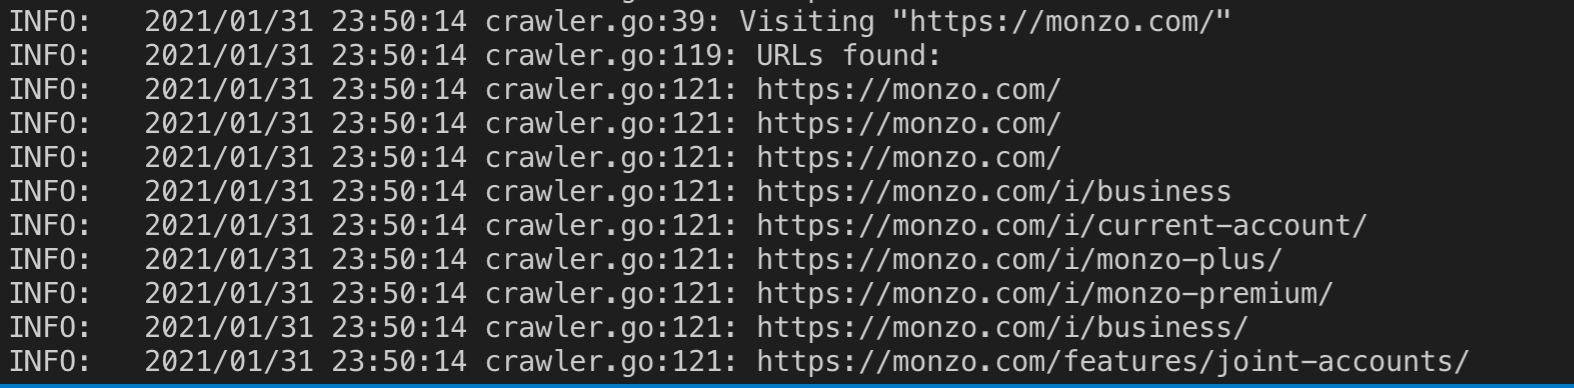 INFO:   2021/01/31 23:50:14 crawler.go:39: Visiting "https://monzo.com/"
INFO:   2021/01/31 23:50:14 crawler.go:119: URLs found:
INFO:   2021/01/31 23:50:14 crawler.go:121: https://monzo.com/
INFO:   2021/01/31 23:50:14 crawler.go:121: https://monzo.com/
INFO:   2021/01/31 23:50:14 crawler.go:121: https://monzo.com/
INFO:   2021/01/31 23:50:14 crawler.go:121: https://monzo.com/i/business
INFO:   2021/01/31 23:50:14 crawler.go:121: https://monzo.com/i/current-account/
INFO:   2021/01/31 23:50:14 crawler.go:121: https://monzo.com/i/monzo-plus/
INFO:   2021/01/31 23:50:14 crawler.go:121: https://monzo.com/i/monzo-premium/
INFO:   2021/01/31 23:50:14 crawler.go:121: https://monzo.com/i/business/
INFO:   2021/01/31 23:50:14 crawler.go:121: https://monzo.com/features/joint-accounts/